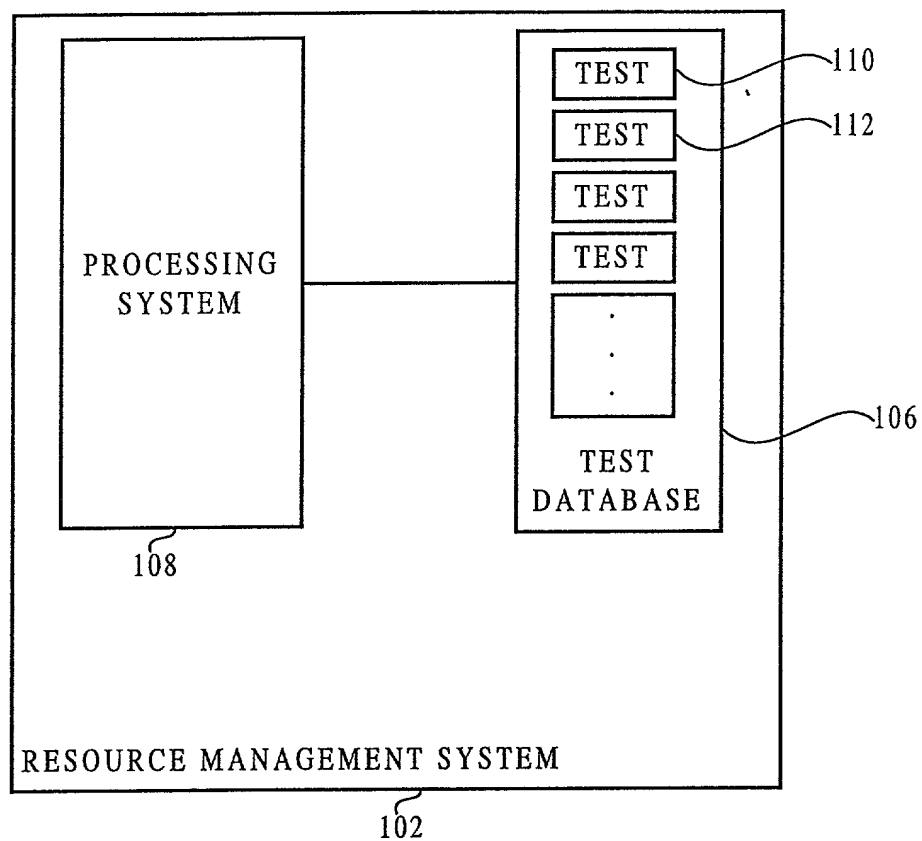 TEST
110
TEST
112
TEST
TEST
PROCESSING
SYSTEM
106
TEST
DATABASE
108
RESOURCE MANAGEMENT SYSTEM
102